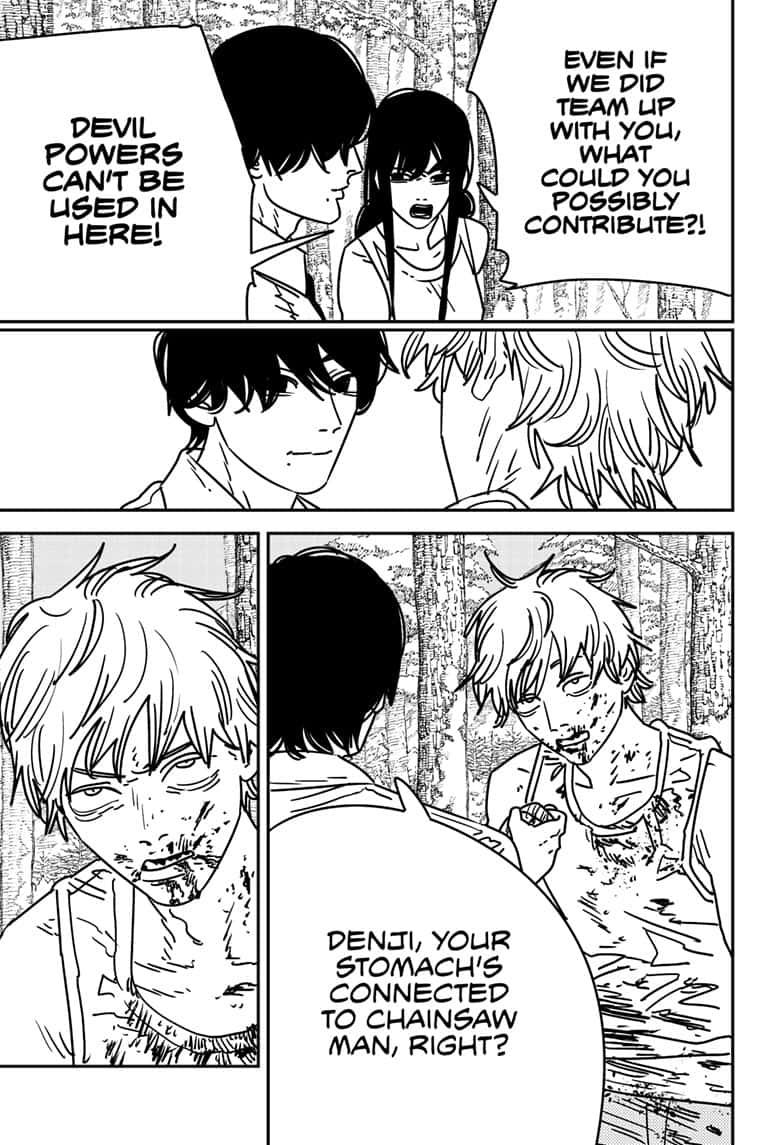 EVEN IF
WE DID
TEAM UP
WITH YOU,
WHAT
COULD YOU
POSSIBLY
CONTRIBUTE?!
DEVIL
POWERS
CAN'T BE
USED IN
HERE!
DENJI, YOUR
STOMACH'S
CONNECTED
TO CHAINSAW
MAN, RIGHT?